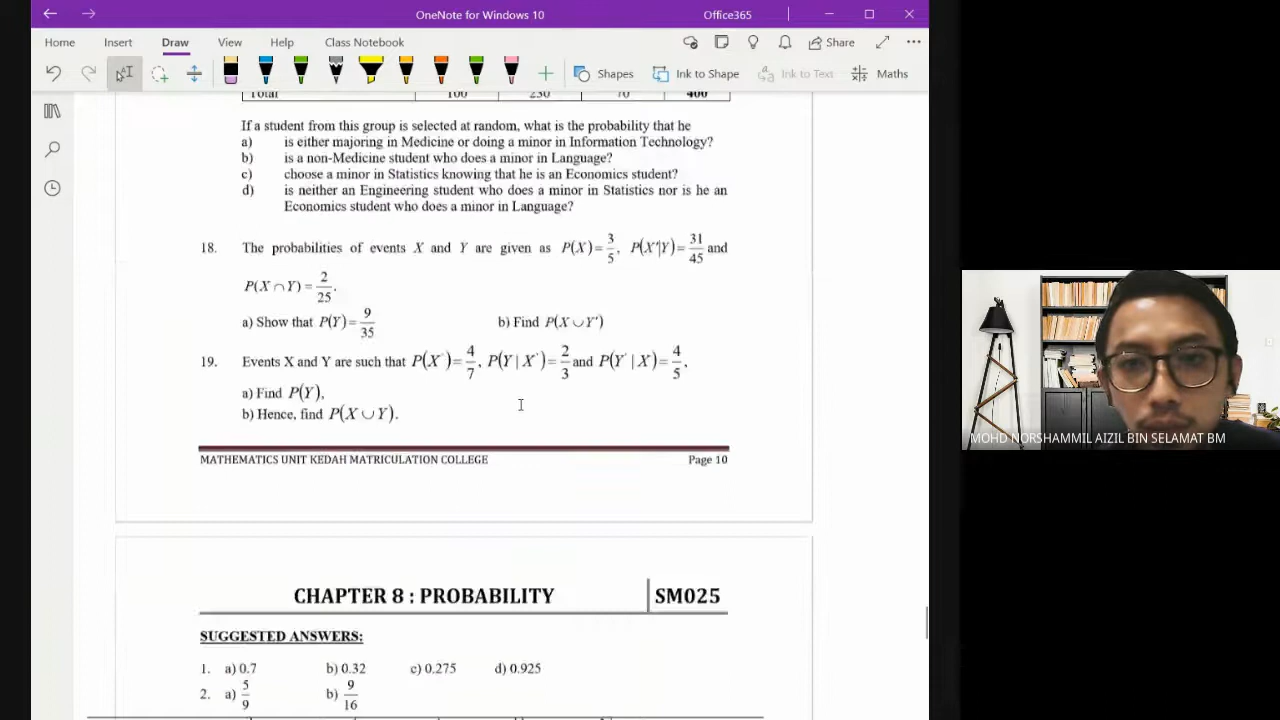 OneNote for Windows 10
Office365
Home Insert Draw View Help Class Notebook
Share
Shapes Ink to Shape Ink to Text Maths
Total 100 230 70 400
If a student from this group is selected at random, what is the probability that he
a) is either majoring in Medicine or doing a minor in Information Technology?
b) is a non-Medicine student who does a minor in Language?
c) choose a minor in Statistics knowing that he is an Economics student?
d) is neither an Engineering student who does a minor in Statistics nor is he an
Economics student who does a minor in Language?
18. The probabilities of events X and Y are given as P(X)=3/5, P(X'|Y)=31/45 and
P(X∩Y)=2/25.
a) Show that P(Y)=9/35 b) Find P(X∪Y')
19. Events X and Y are such that P(X')=4/7, P(Y|X')=2/3 and P(Y'|X)=4/5,
a) Find P(Y),
b) Hence, find P(X∪Y).
MATHEMATICS UNIT KEDAH MATRICULATION COLLEGE Page 10
CHAPTER 8 : PROBABILITY SM025
SUGGESTED ANSWERS:
1. a) 0.7 b) 0.32 c) 0.275 d) 0.925
2. a) 5/9 b) 9/16
MOHD NORSHAMMIL AIZIL BIN SELAMAT BM